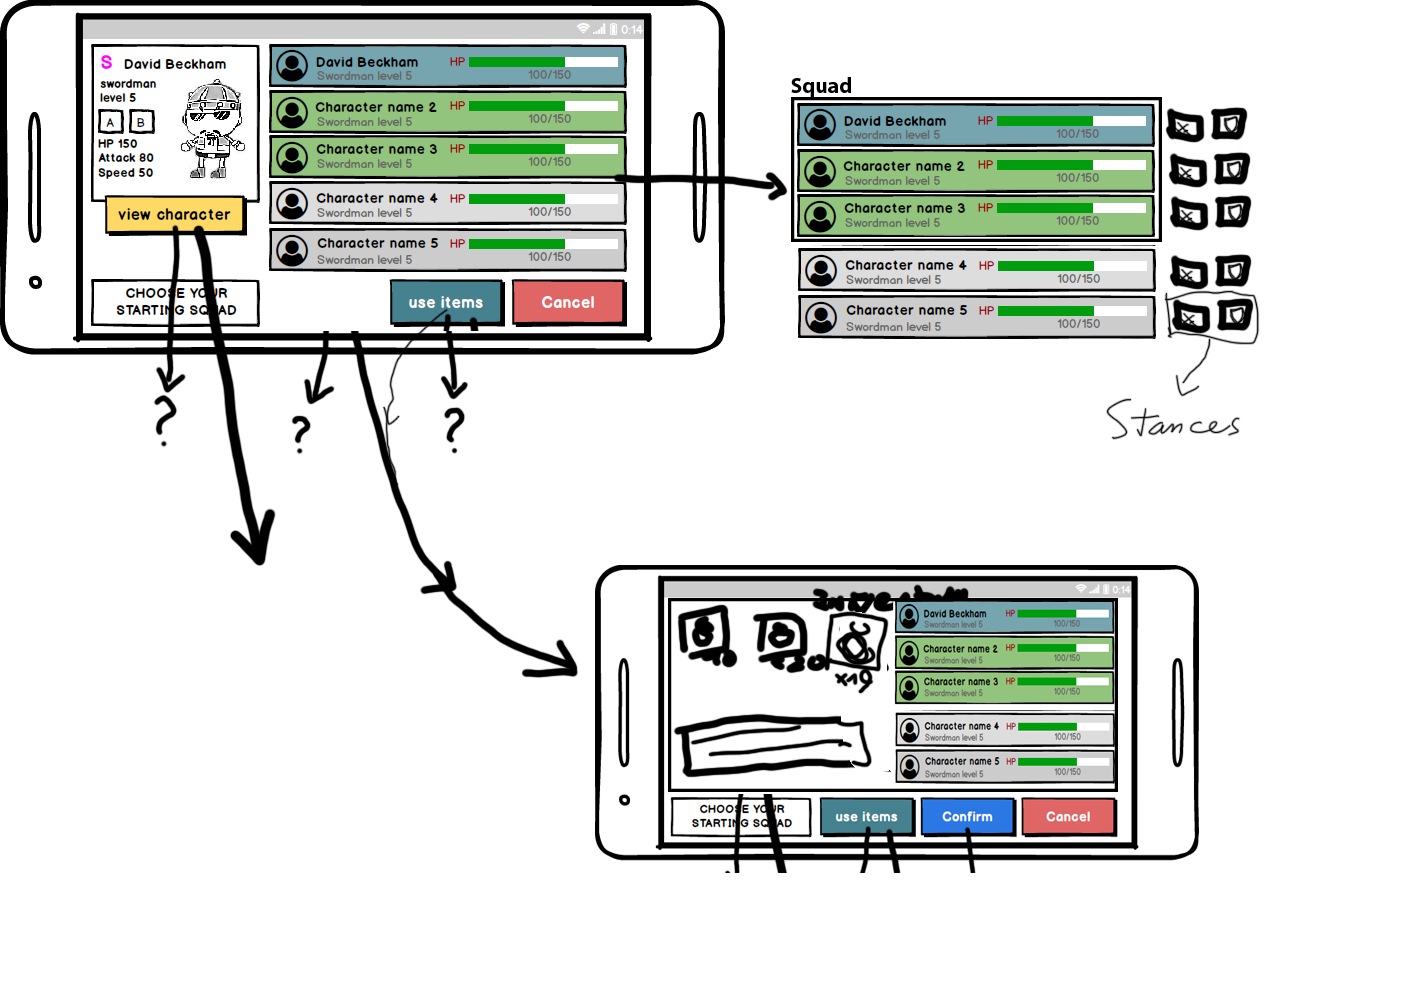 0:14
S David Beckham
swordman
level 5
A B
HP 150
Attack 80
Speed 50
view character
CHOOSE YOUR
STARTING SQUAD
David Beckham HP
Swordman level 5 100/150
Character name 2 HP
Swordman level 5 100/150
Character name 3 HP
Swordman level 5 100/150
Character name 4 HP
Swordman level 5 100/150
Character name 5 HP
Swordman level 5 100/150
use items
Cancel
?
?
?
Squad
David Beckham HP
Swordman level 5 100/150
Character name 2 HP
Swordman level 5 100/150
Character name 3 HP
Swordman level 5 100/150
Character name 4 HP
Swordman level 5 100/150
Character name 5 HP
Swordman level 5 100/150
Stances
0:14
x19
David Beckham HP
Swordman level 5 100/150
Character name 2 HP
Swordman level 5 100/150
Character name 3 HP
Swordman level 5 100/150
Character name 4 HP
Swordman level 5 100/150
Character name 5 HP
Swordman level 5 100/150
CHOOSE YOUR
STARTING SQUAD
use items
Confirm
Cancel